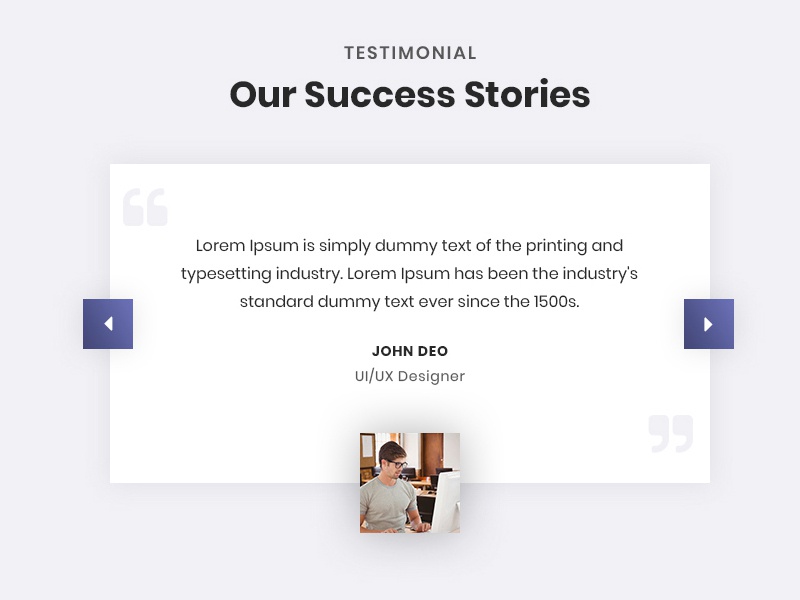 TESTIMONIAL
Our Success Stories
“
Lorem Ipsum is simply dummy text of the printing and
typesetting industry. Lorem Ipsum has been the industry's
standard dummy text ever since the 1500s.
JOHN DEO
UI/UX Designer
”